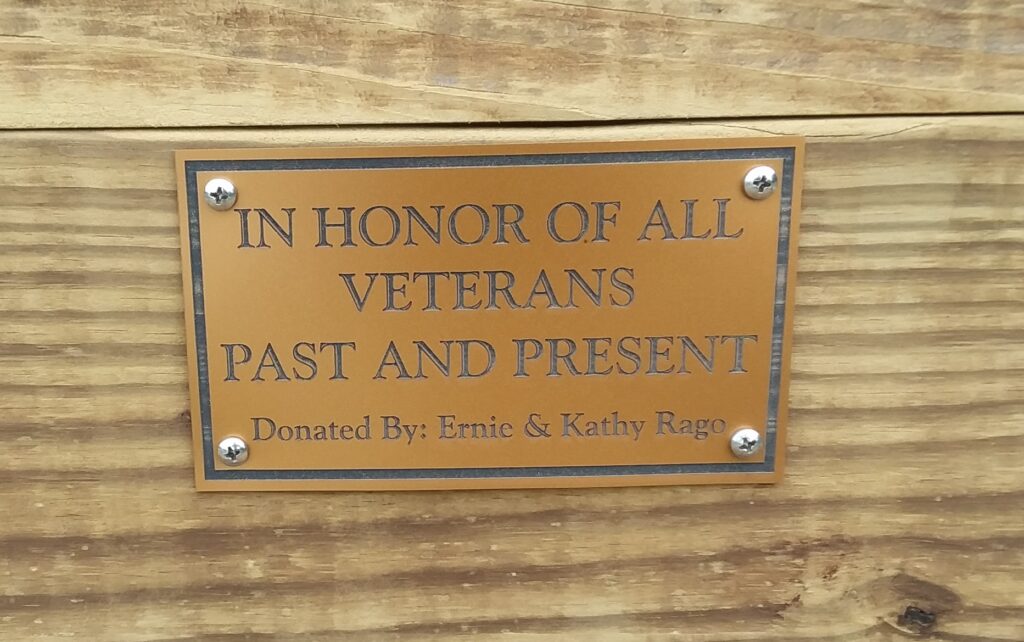 IN HONOR OF ALL
VETERANS
PAST AND PRESENT
Donated By: Ernie & Kathy Rago